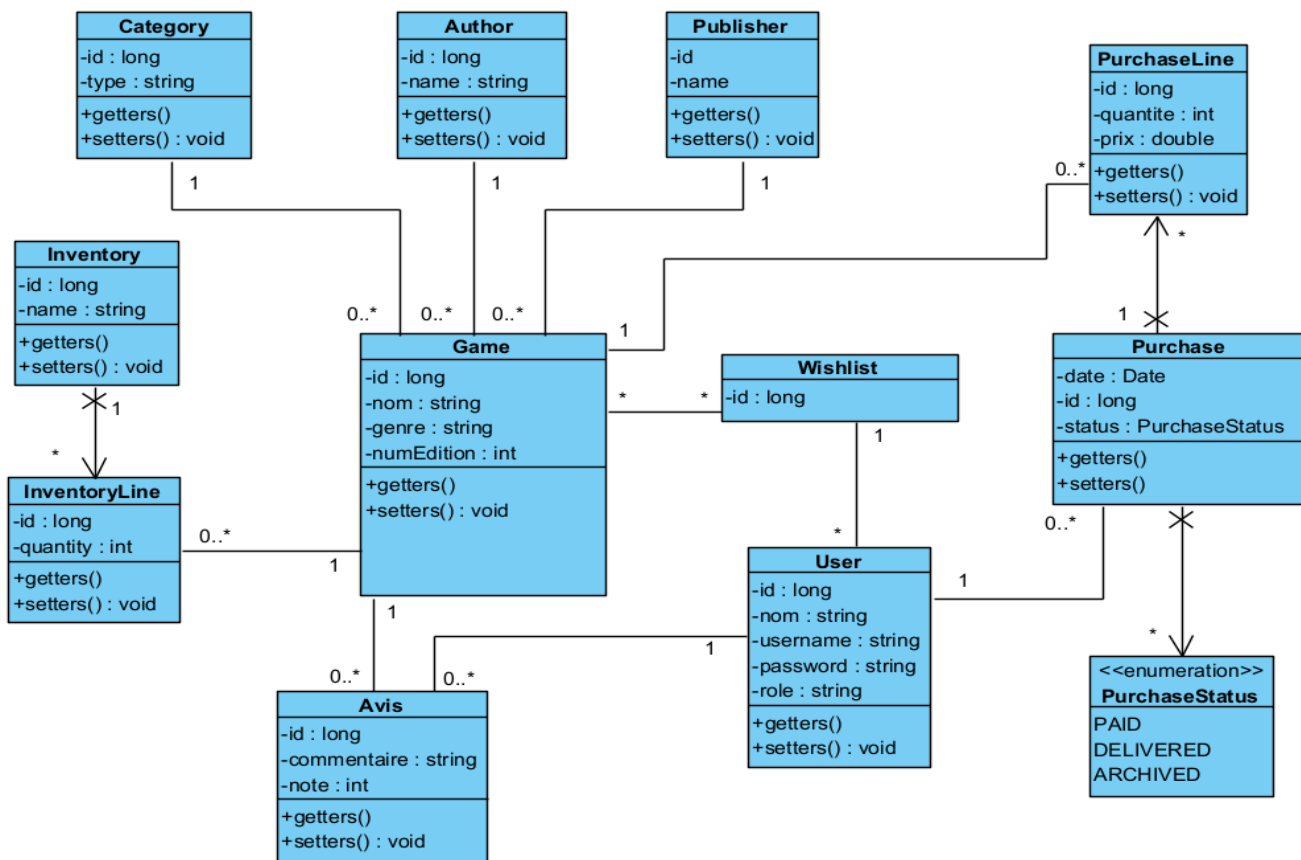 Category
-id : long
-type : string
+getters()
+setters() : void
1
Author
-id : long
-name : string
+getters()
+setters() : void
1
Publisher
-id
-name
+getters()
+setters() : void
1
PurchaseLine
-id : long
-quantite : int
-prix : double
+getters()
+setters() : void
0..*
*
Inventory
-id : long
-name : string
+getters()
+setters() : void
1
*
0..*
0..*
0..*
Game
-id : long
-nom : string
-genre : string
-numEdition : int
+getters()
+setters() : void
1
*
*
Wishlist
-id : long
1
*
1
Purchase
-date : Date
-id : long
-status : PurchaseStatus
+getters()
+setters()
0..*
*
InventoryLine
-id : long
-quantity : int
+getters()
+setters() : void
0..*
1
1
User
-id : long
-nom : string
-username : string
-password : string
-role : string
+getters()
+setters() : void
1
1
0..*
0..*
Avis
-id : long
-commentaire : string
-note : int
+getters()
+setters() : void
<<enumeration>>
PurchaseStatus
PAID
DELIVERED
ARCHIVED